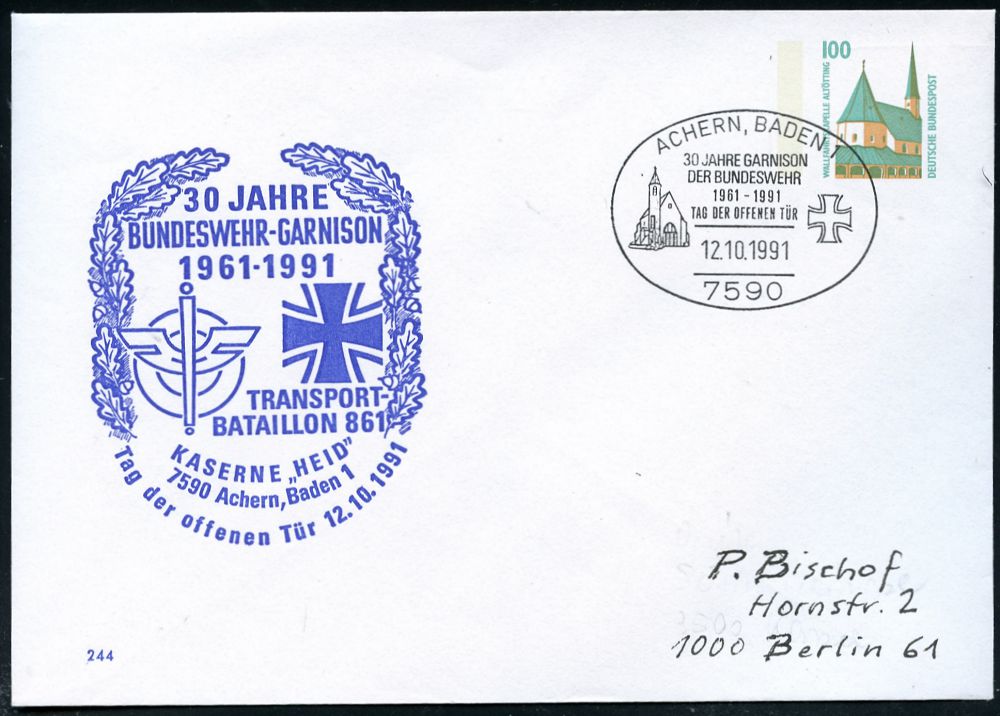 30 JAHRE
BUNDESWEHR-GARNISON
1961-1991
TRANSPORT-
BATAILLON 861
KASERNE „HEID”
7590 Achern, Baden 1
Tag der offenen Tür 12.10.1991
244
100
WALLFAHRTSKAPELLE ALTÖTTING
DEUTSCHE BUNDESPOST
ACHERN, BADEN 1
30 JAHRE GARNISON
DER BUNDESWEHR
1961 - 1991
TAG DER OFFENEN TÜR
12.10.1991
7590
P. Bischof
Hornstr. 2
1000 Berlin 61